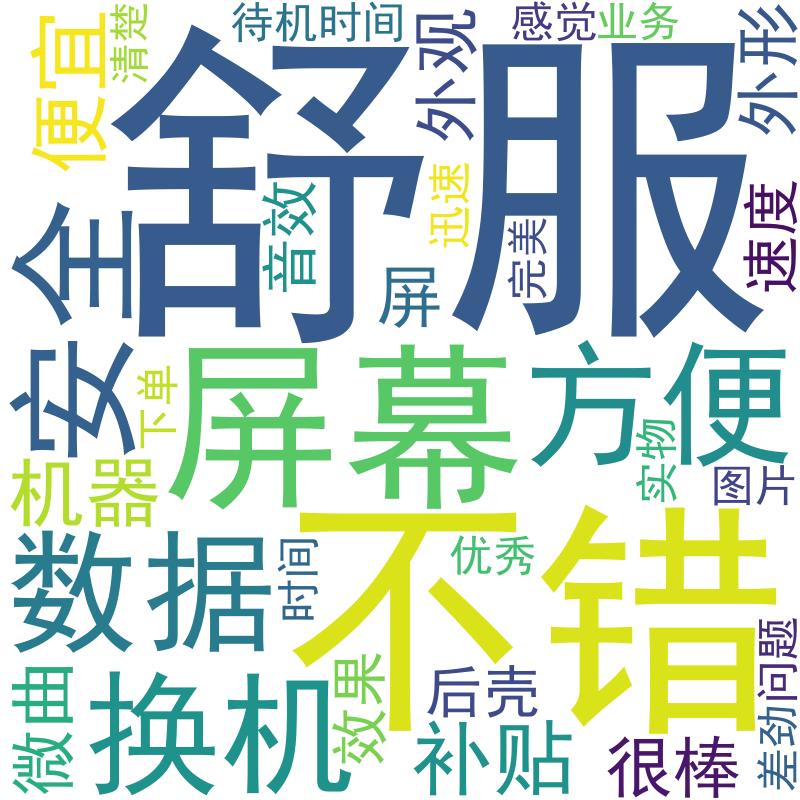 便宜
清楚
待机时间
外观
感觉
业务
外形
舒服
安全
音效
迅速
完美
速度
屏
屏幕
方便
下单
机器
实物
图片
数据
时间
不错
优秀
微曲
换机
效果
后壳
补贴
很棒
问题
差劲